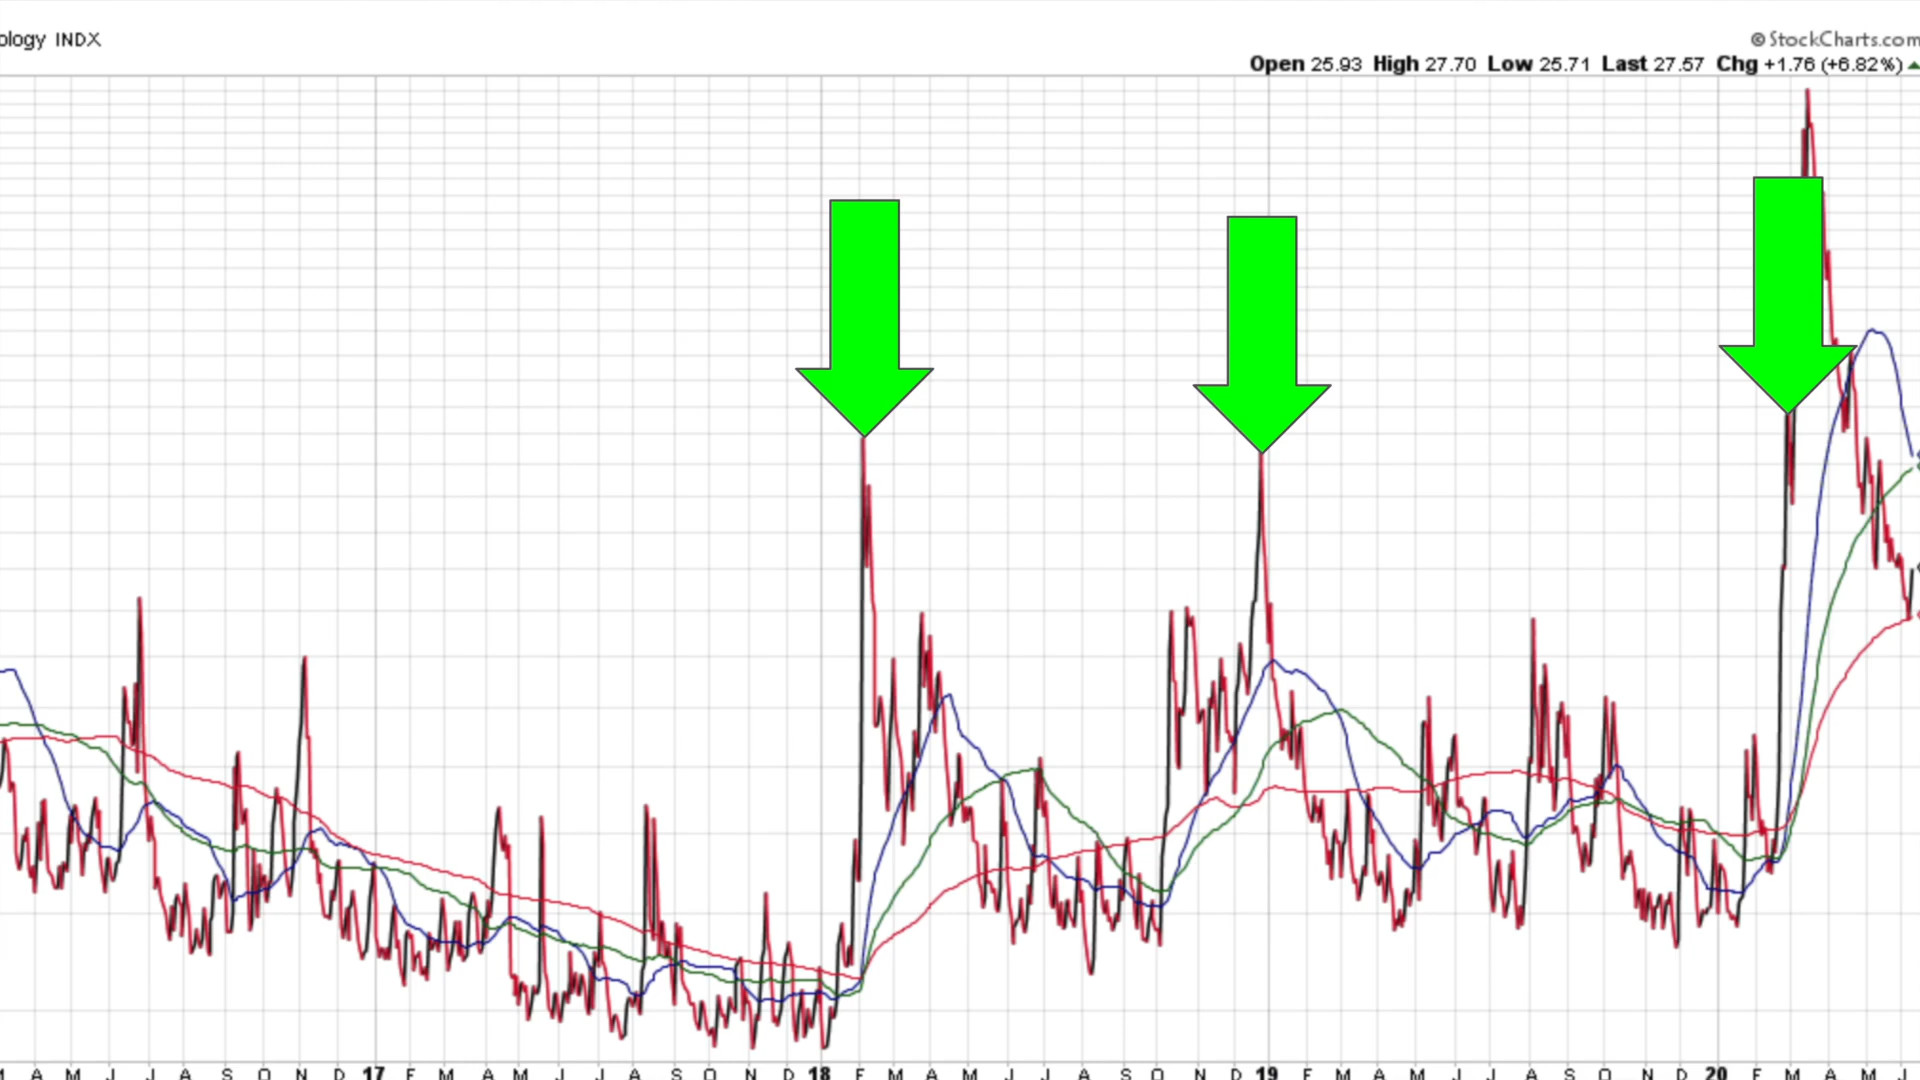 ology INDX
© StockCharts.com
Open 25.93 High 27.70 Low 25.71 Last 27.57 Chg +1.76 (+6.82%)
A M J J A S O N D 17 F M A M J J A S O N D 18 F M A M J J A S O N D 19 F M A M J J A S O N D 20 F M A M J